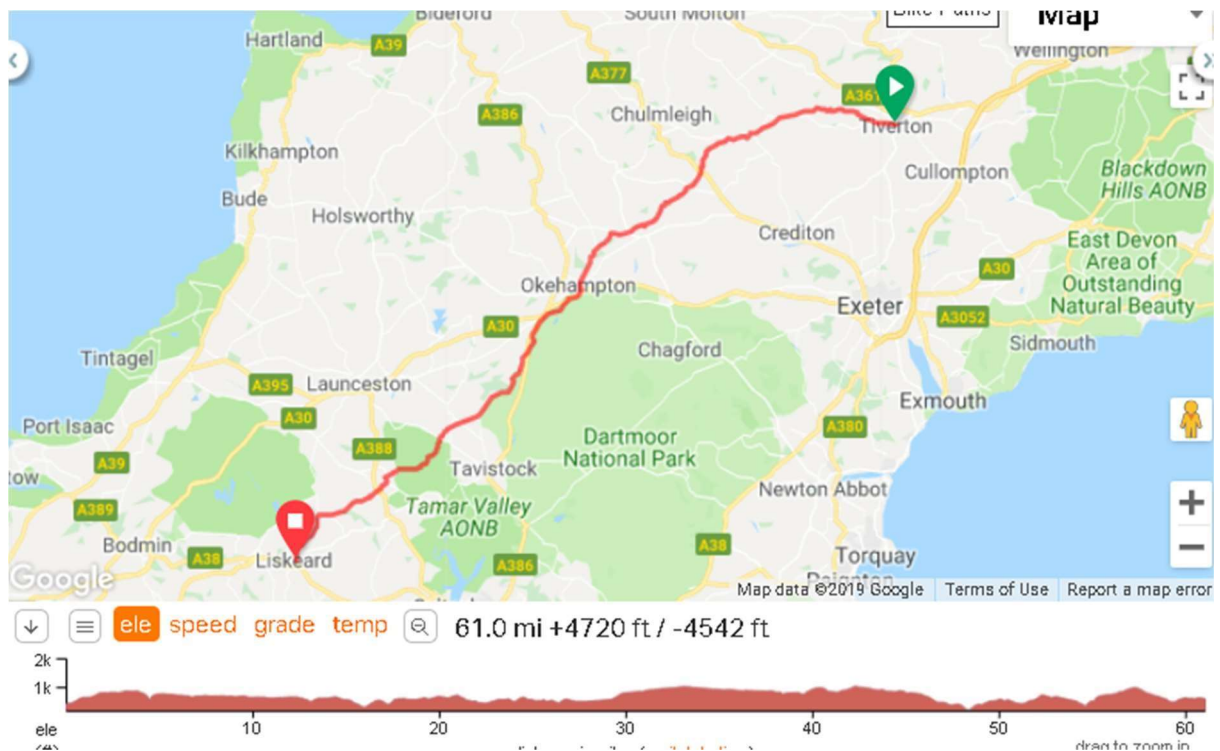 Bideford
South Molton
Map
Hartland
A39
Wellington
A377
A361
Chulmleigh
A386
Tiverton
Kilkhampton
Cullompton
Blackdown
Hills AONB
Bude
Holsworthy
Crediton
East Devon
Area of
Outstanding
Natural Beauty
A30
Okehampton
Exeter
A3052
A30
Sidmouth
Tintagel
Chagford
A395
Launceston
Exmouth
A30
Port Isaac
A380
Dartmoor
National Park
A388
A39
Tavistock
Newton Abbot
Tamar Valley
AONB
A389
Bodmin
A38
Liskeard
A38
A386
Torquay
Paignton
Google
Map data ©2019 Google
Terms of Use
Report a map error
ele speed grade temp 61.0 mi +4720 ft / -4542 ft
2k
1k
ele
(ft)
10 20 30 40 50 60
drag to zoom in